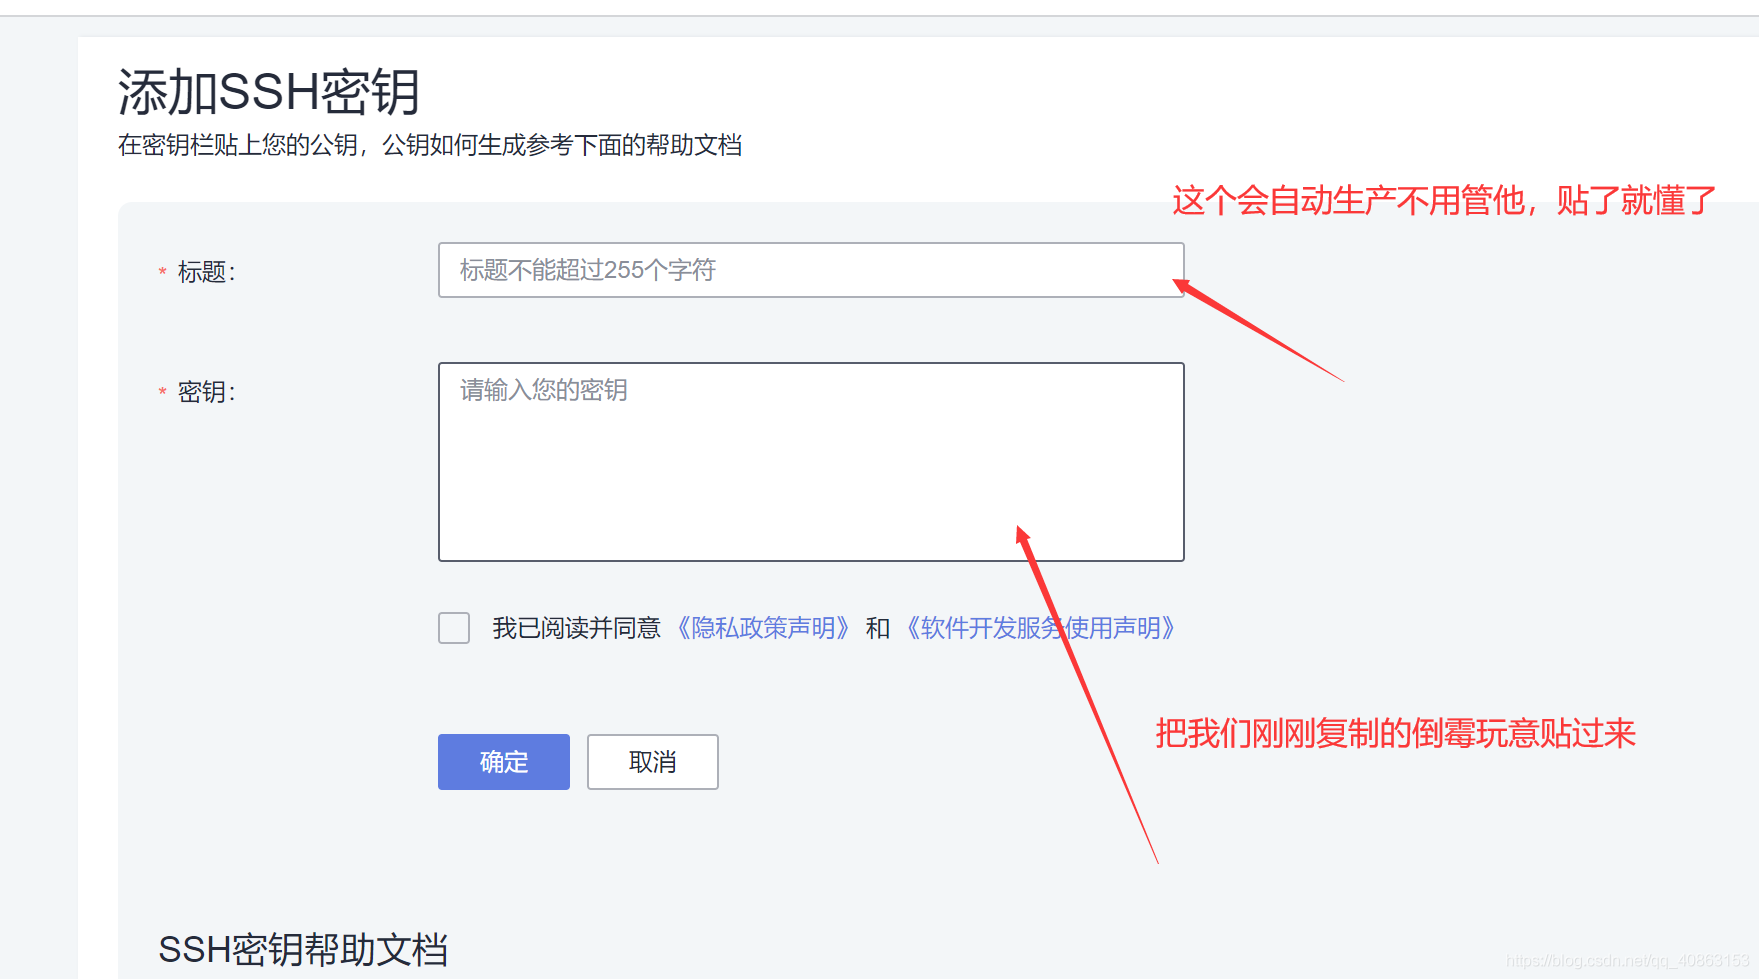 添加SSH密钥
在密钥栏贴上您的公钥，公钥如何生成参考下面的帮助文档
这个会自动生产不用管他，贴了就懂了
* 标题：
标题不能超过255个字符
* 密钥：
请输入您的密钥
我已阅读并同意《隐私政策声明》 和 《软件开发服务使用声明》
把我们刚刚复制的倒霉玩意贴过来
确定
取消
SSH密钥帮助文档
https://blog.csdn.net/qq_40863153